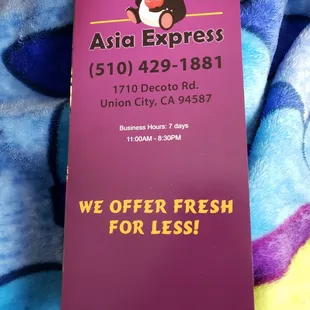 Asia Express
(510) 429-1881
1710 Decoto Rd.
Union City, CA 94587
Business Hours: 7 days
11:00AM - 8:30PM
WE OFFER FRESH
FOR LESS!